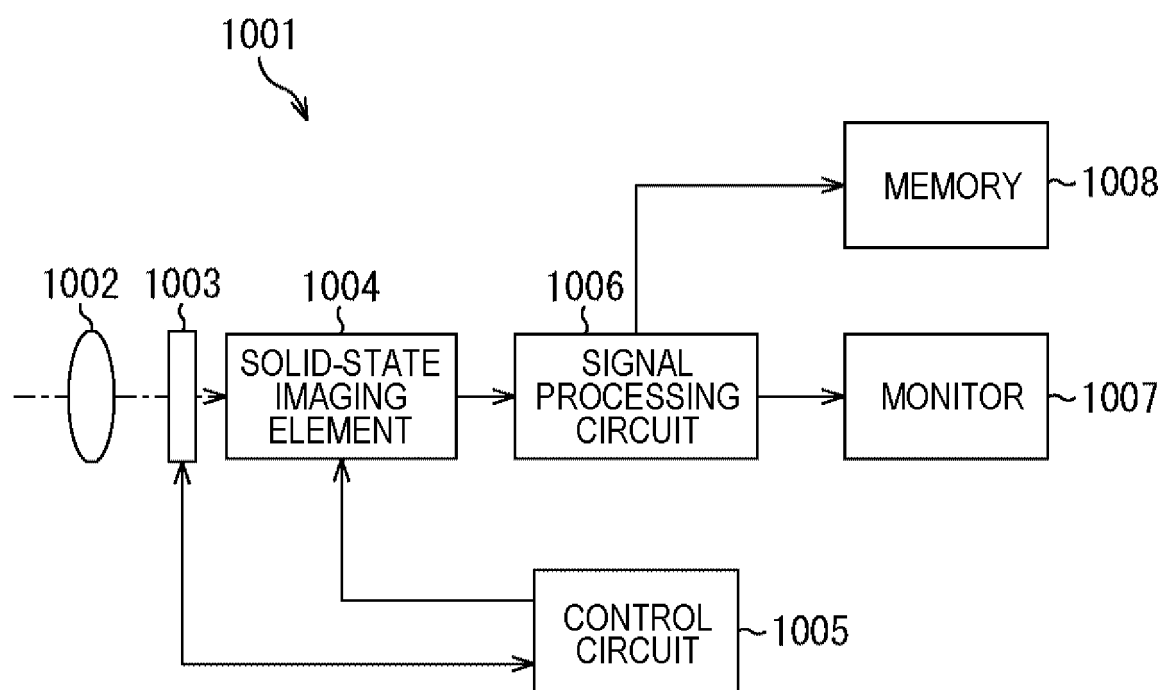 1001
MEMORY
1008
1002
1003
1004
1006
SOLID-STATE
IMAGING
ELEMENT
SIGNAL
PROCESSING
CIRCUIT
MONITOR
1007
CONTROL
CIRCUIT
1005